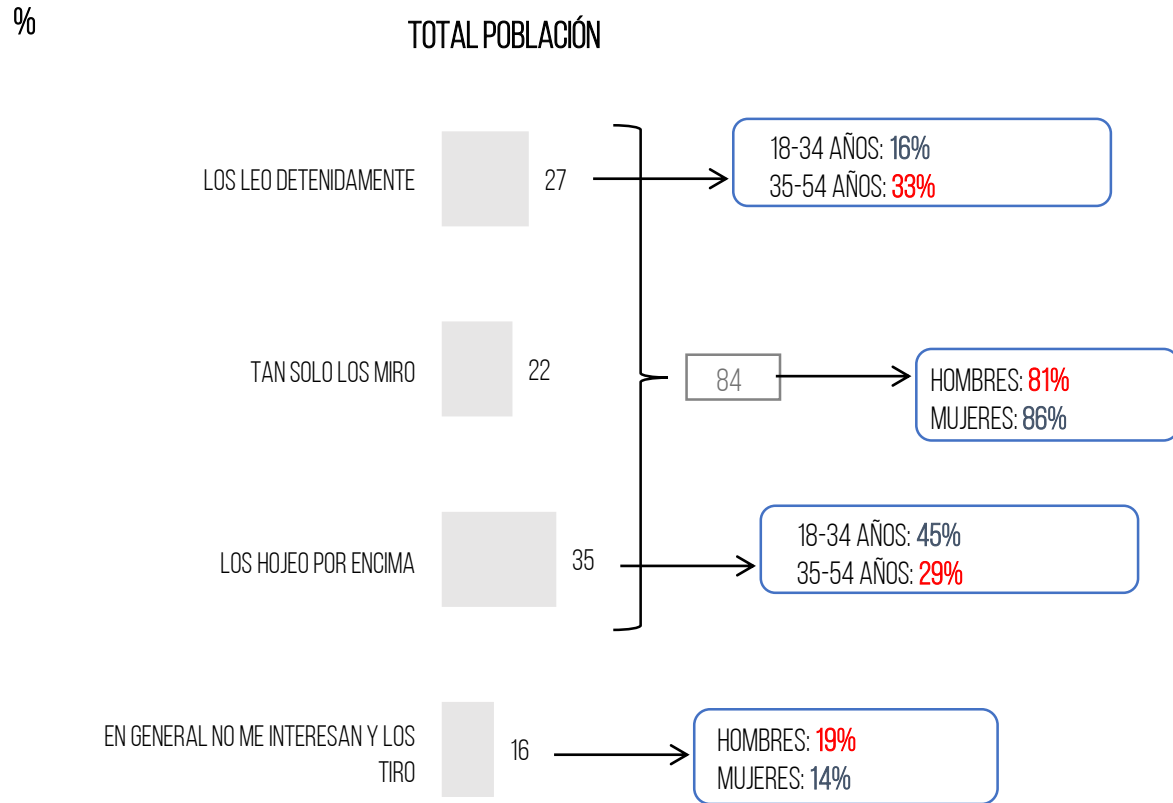 %
TOTAL POBLACIÓN
LOS LEO DETENIDAMENTE
27
18-34 AÑOS: 16%
35-54 AÑOS: 33%
TAN SOLO LOS MIRO
22
84
HOMBRES: 81%
MUJERES: 86%
LOS HOJEO POR ENCIMA
35
18-34 AÑOS: 45%
35-54 AÑOS: 29%
EN GENERAL NO ME INTERESAN Y LOS
TIRO
16
HOMBRES: 19%
MUJERES: 14%